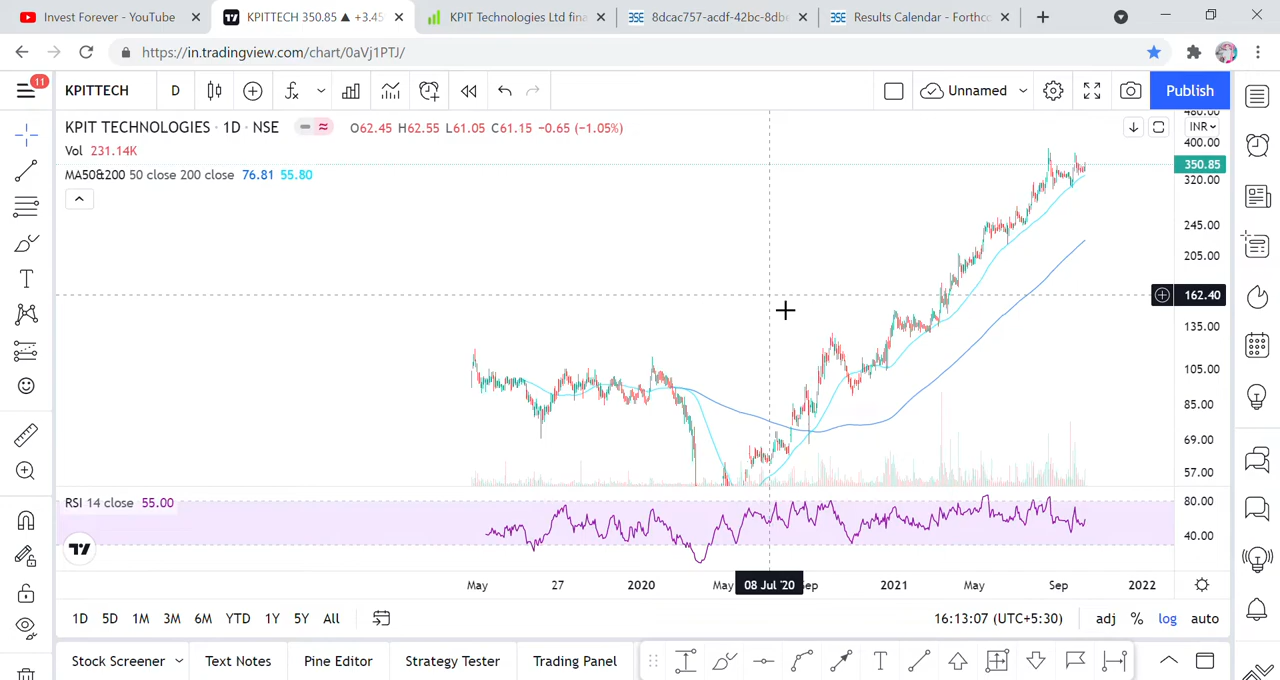 Invest Forever - YouTube
KPITTECH 350.85 ▲ +3.45
KPIT Technologies Ltd fina
8dcac757-acdf-42bc-8db
Results Calendar - Forthco
https://in.tradingview.com/chart/0aVj1PTJ/
11
KPITTECH
D
Unnamed
Publish
KPIT TECHNOLOGIES · 1D · NSE
O62.45 H62.55 L61.05 C61.15 −0.65 (−1.05%)
Vol 231.14K
MA50&200 50 close 200 close 76.81 55.80
480.00
INR
400.00
350.85
320.00
245.00
205.00
162.40
135.00
105.00
85.00
69.00
57.00
RSI 14 close 55.00
80.00
40.00
May 27 2020 May 08 Jul '20 Sep 2021 May Sep 2022
1D 5D 1M 3M 6M YTD 1Y 5Y All
16:13:07 (UTC+5:30) adj % log auto
Stock Screener Text Notes Pine Editor Strategy Tester Trading Panel